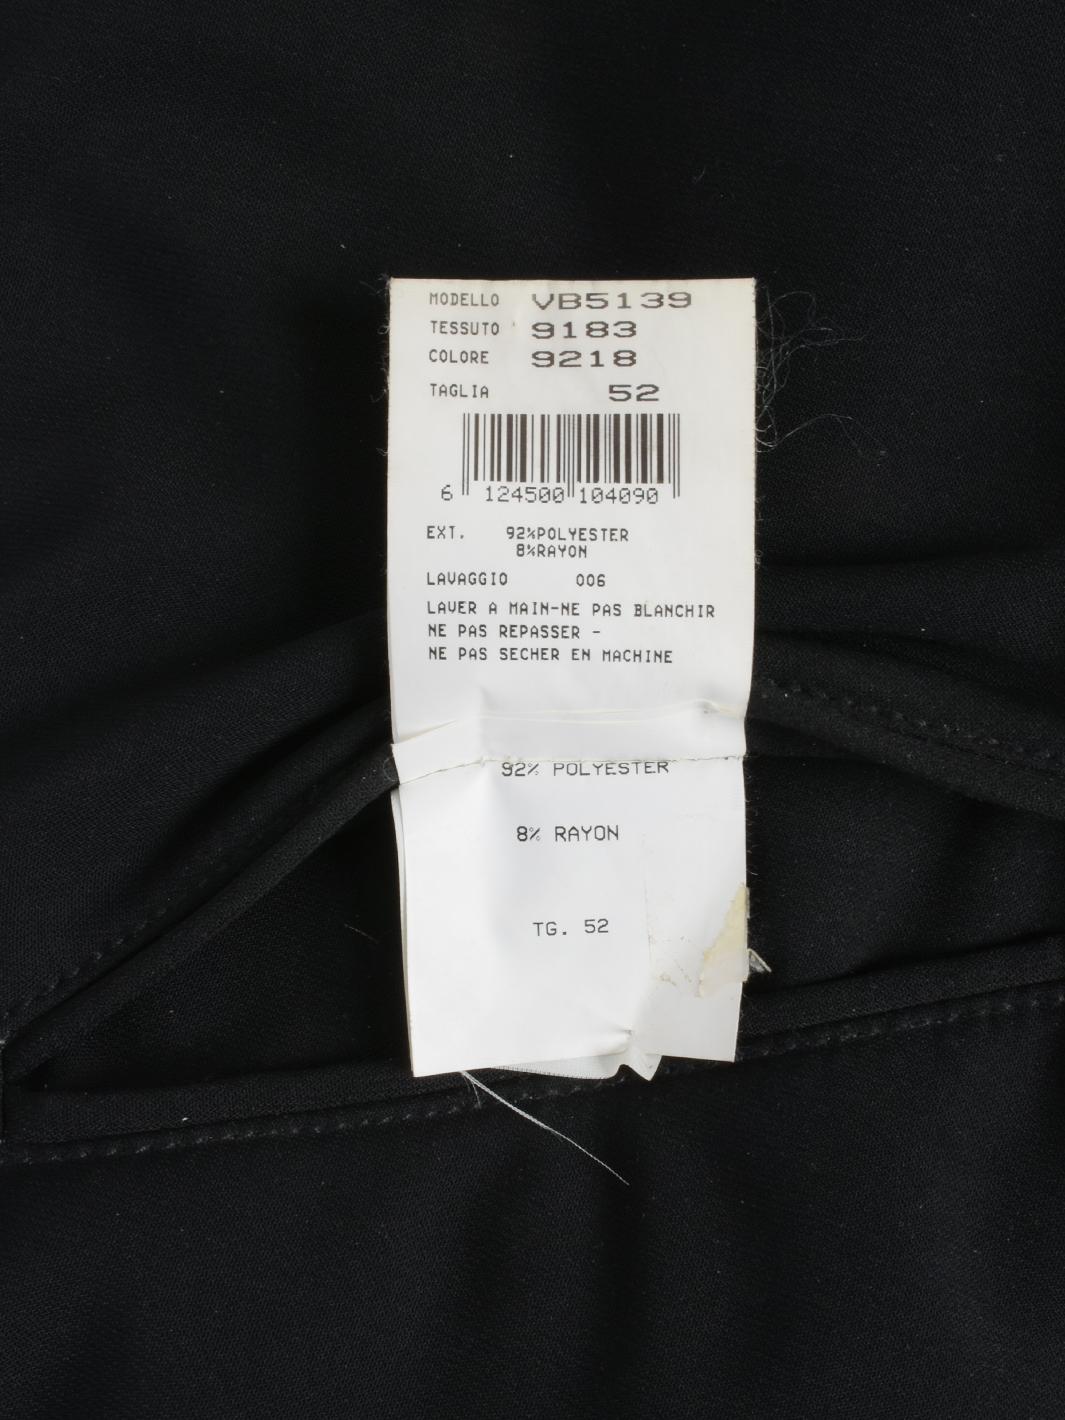 MODELLO VB5139
TESSUTO 9183
COLORE 9218
TAGLIA 52
6 124500 104090
EXT. 92%POLYESTER
8%RAYON
LAVAGGIO 006
LAVER A MAIN-NE PAS BLANCHIR
NE PAS REPASSER -
NE PAS SECHER EN MACHINE
92% POLYESTER
8% RAYON
TG. 52